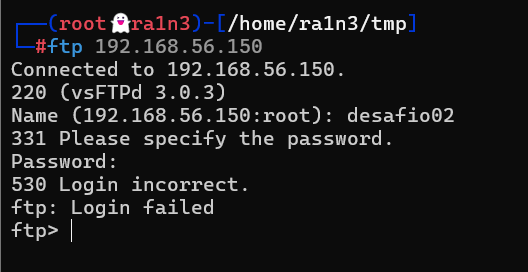 ┌──(root👻ra1n3)-[/home/ra1n3/tmp]
└─#ftp 192.168.56.150
Connected to 192.168.56.150.
220 (vsFTPd 3.0.3)
Name (192.168.56.150:root): desafio02
331 Please specify the password.
Password:
530 Login incorrect.
ftp: Login failed
ftp>